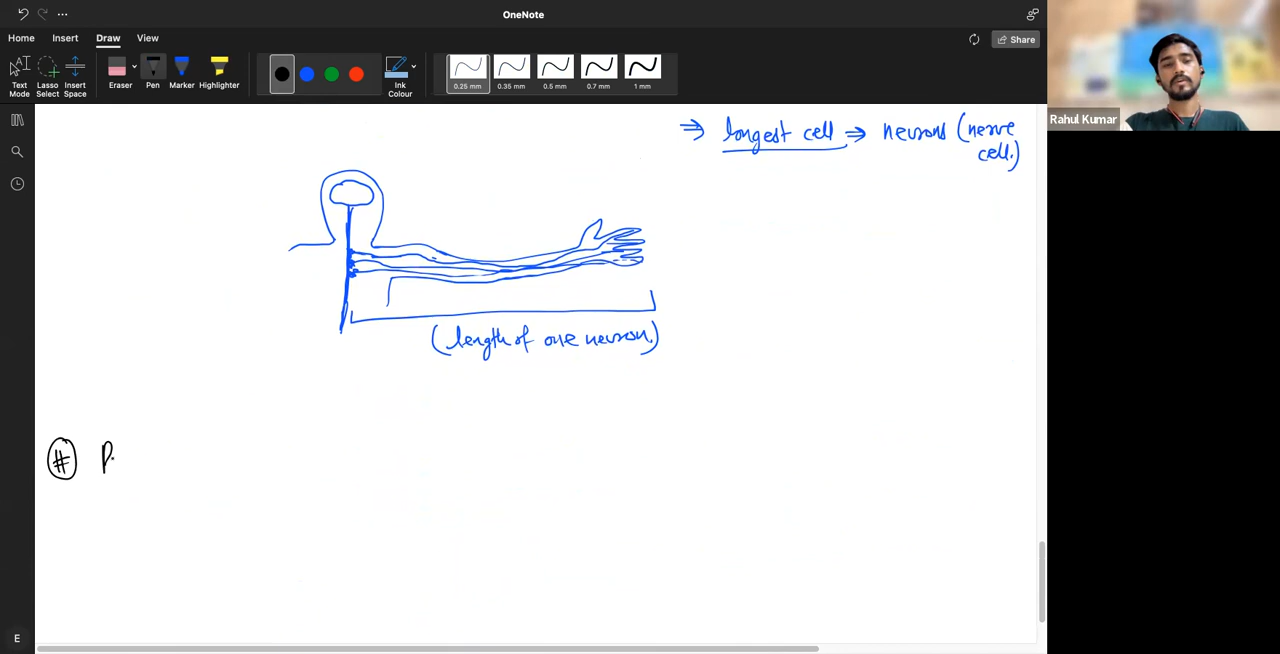 OneNote
Home Insert Draw View
Share
Text Mode
Lasso Select
Insert Space
Eraser
Pen
Marker
Highlighter
Ink Colour
0.25 mm
0.35 mm
0.5 mm
0.7 mm
1 mm
Rahul Kumar
⇒ longest cell ⇒ neurons (nerve
cell.)
(length of one neuron.)
# P
E